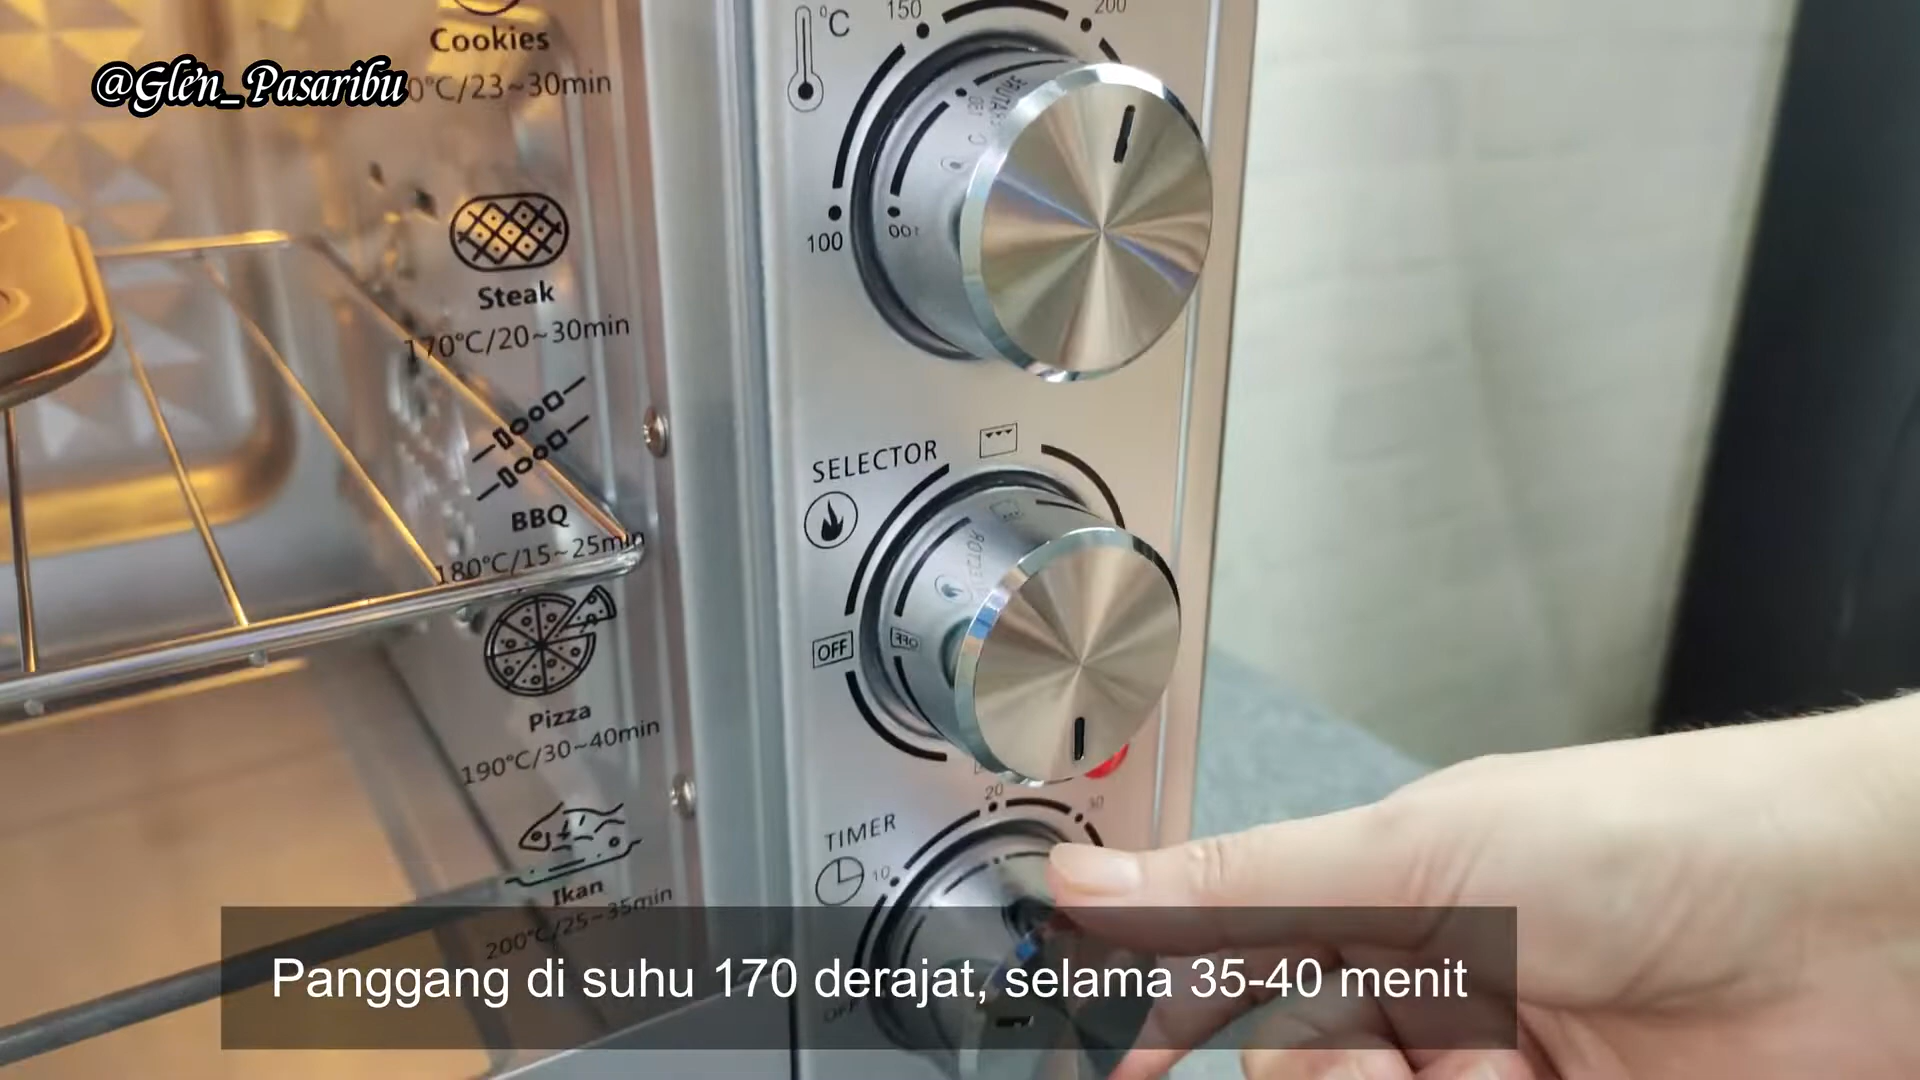 Cookies
@Glen_Pasaribu
0°C/23~30min
Steak
170°C/20~30min
BBQ
180°C/15~25min
Pizza
190°C/30~40min
Ikan
200°C/25~35min
°C
150
200
100
SELECTOR
OFF
TIMER
10
20
30
Panggang di suhu 170 derajat, selama 35-40 menit